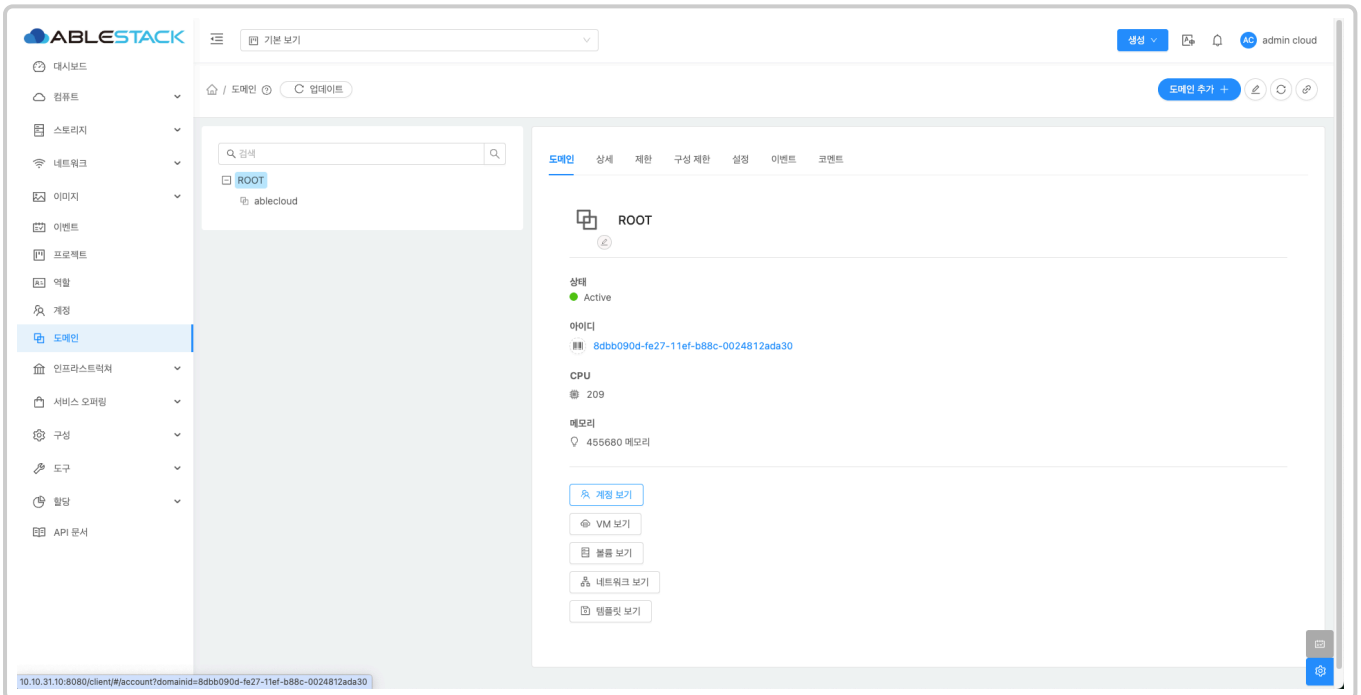 ABLESTACK
기본 보기
생성
AC admin cloud
대시보드
컴퓨트
스토리지
네트워크
이미지
이벤트
프로젝트
역할
계정
도메인
인프라스트럭쳐
서비스 오퍼링
구성
도구
할당
API 문서
/ 도메인 업데이트
도메인 추가 +
검색
ROOT
ablecloud
도메인 상세 제한 구성 제한 설정 이벤트 코멘트
ROOT
상태
Active
아이디
8dbb090d-fe27-11ef-b88c-0024812ada30
CPU
209
메모리
455680 메모리
계정 보기
VM 보기
볼륨 보기
네트워크 보기
템플릿 보기
10.10.31.10:8080/client/#/account?domainid=8dbb090d-fe27-11ef-b88c-0024812ada30